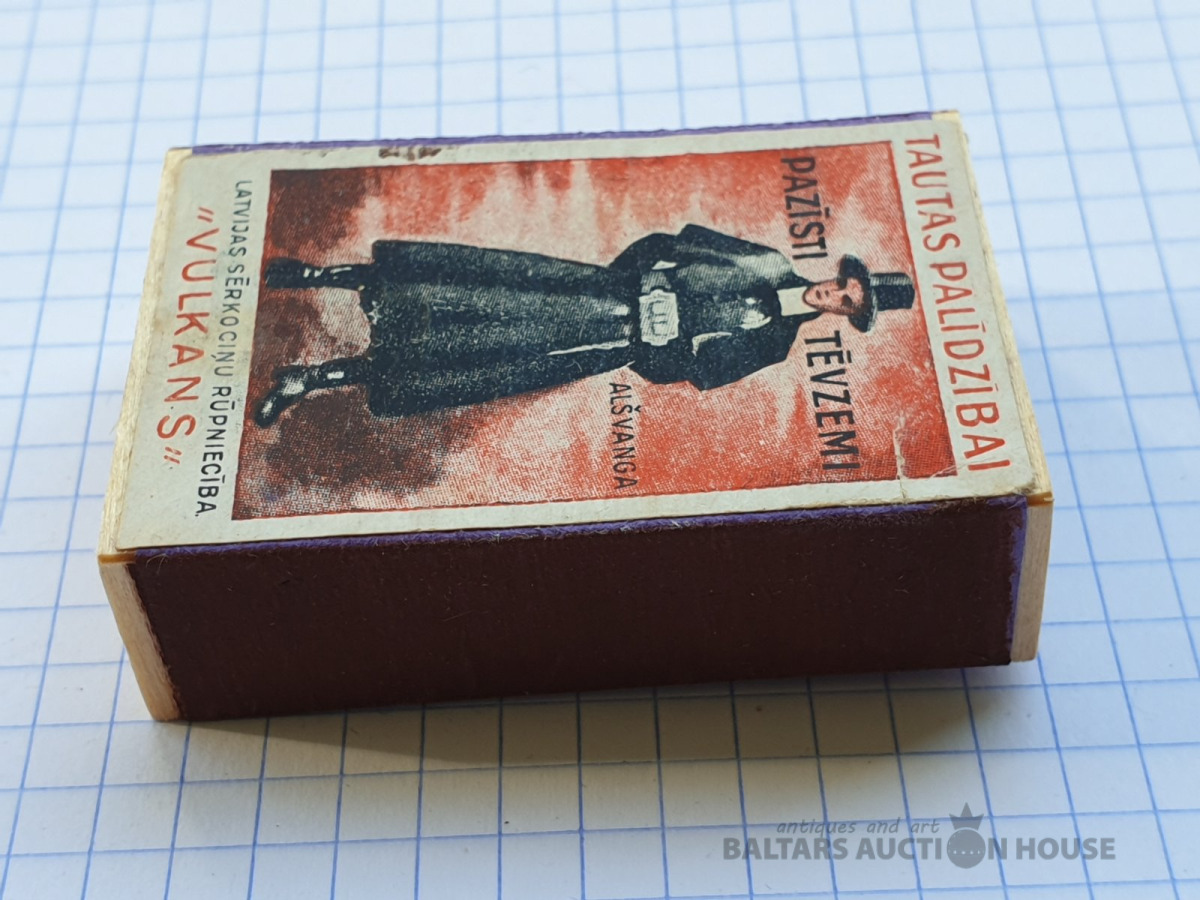 TAUTAS PALĪDZĪBAI
PAZĪSTI TĒVZEMI
ALŠVANGA
LATVIJAS SĒRKOCIŅU RŪPNIECĪBA.
„VULKANS”
antiques and art
BALTARS AUCTION HOUSE